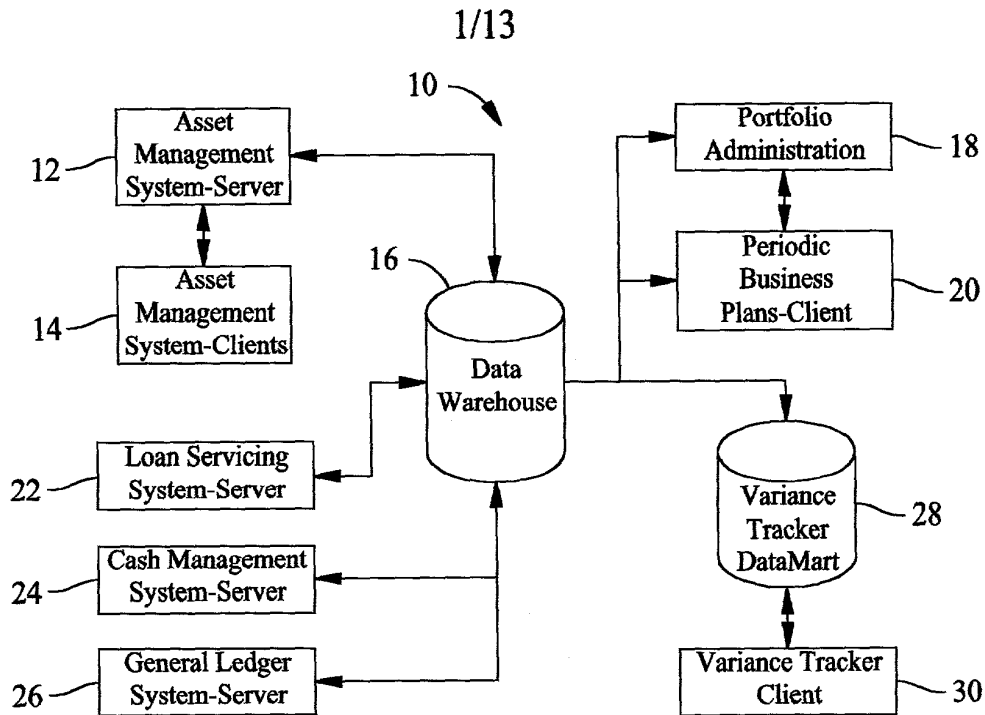 1/13
10
Asset
Management
System-Server
12
Asset
Management
System-Clients
14
16
Data
Warehouse
Portfolio
Administration
18
Periodic
Business
Plans-Client
20
Loan Servicing
System-Server
22
Cash Management
System-Server
24
General Ledger
System-Server
26
Variance
Tracker
DataMart
28
Variance Tracker
Client
30